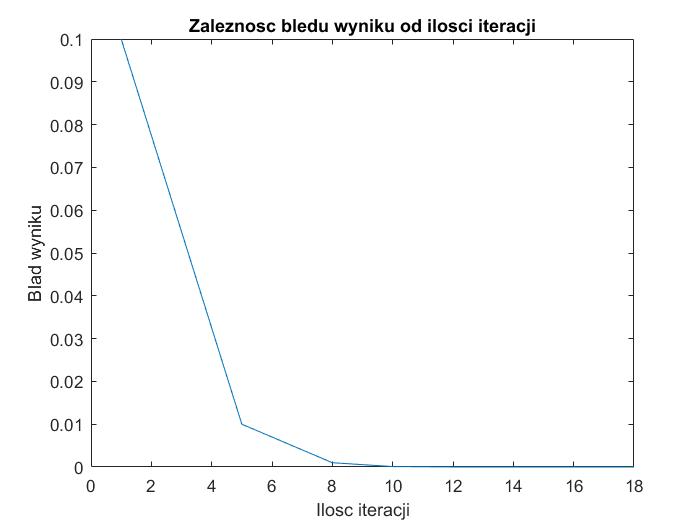 Zaleznosc bledu wyniku od ilosci iteracji
0.1
0.09
0.08
0.07
0.06
0.05
0.04
0.03
0.02
0.01
0
Blad wyniku
0 2 4 6 8 10 12 14 16 18
Ilosc iteracji